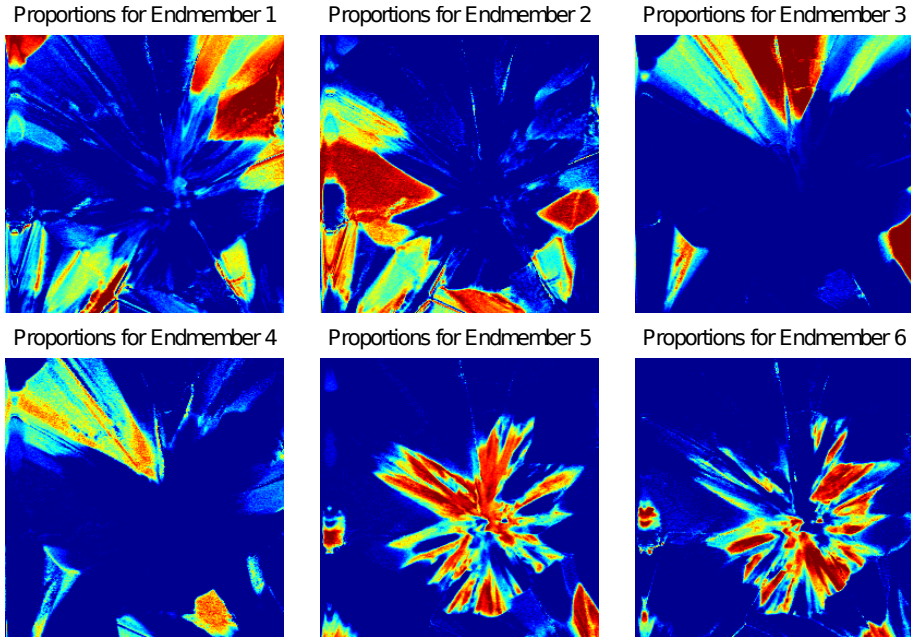 Proportions for Endmember 1
Proportions for Endmember 2
Proportions for Endmember 3
Proportions for Endmember 4
Proportions for Endmember 5
Proportions for Endmember 6